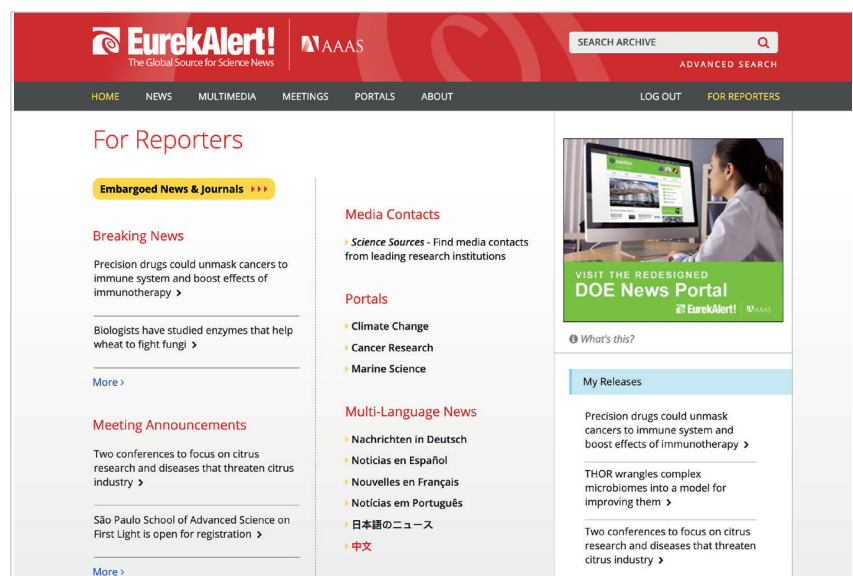 EurekAlert!
The Global Source for Science News
AAAS
SEARCH ARCHIVE
ADVANCED SEARCH
HOME NEWS MULTIMEDIA MEETINGS PORTALS ABOUT LOG OUT FOR REPORTERS
For Reporters
Embargoed News & Journals
Breaking News
Precision drugs could unmask cancers to
immune system and boost effects of
immunotherapy
Biologists have studied enzymes that help
wheat to fight fungi
More
Meeting Announcements
Two conferences to focus on citrus
research and diseases that threaten citrus
industry
São Paulo School of Advanced Science on
First Light is open for registration
More
Media Contacts
Science Sources - Find media contacts
from leading research institutions
Portals
Climate Change
Cancer Research
Marine Science
Multi-Language News
Nachrichten in Deutsch
Noticias en Español
Nouvelles en Français
Notícias em Português
日本語のニュース
中文
VISIT THE REDESIGNED
DOE News Portal
EurekAlert! AAAS
What's this?
My Releases
Precision drugs could unmask
cancers to immune system and
boost effects of immunotherapy
THOR wrangles complex
microbiomes into a model for
improving them
Two conferences to focus on citrus
research and diseases that threaten
citrus industry